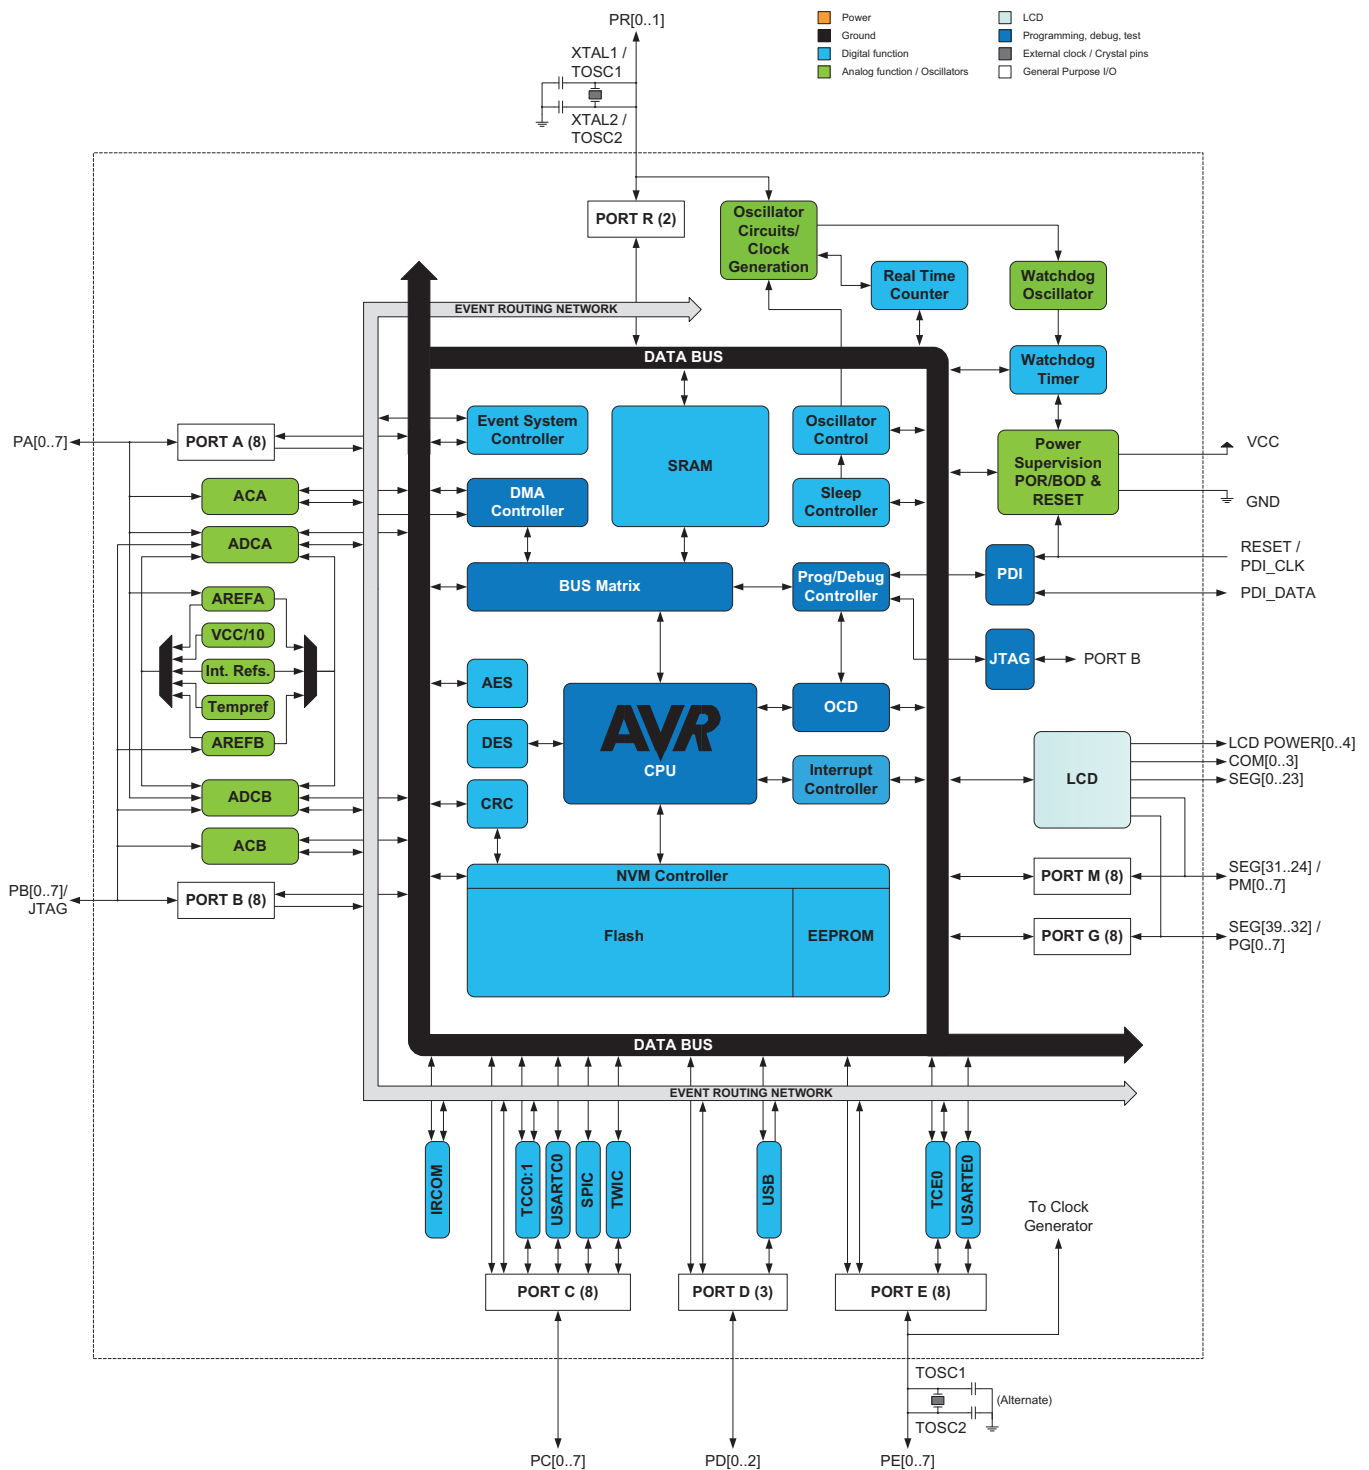 PR[0..1]
Power
Ground
Digital function
Analog function / Oscillators
LCD
Programming, debug, test
External clock / Crystal pins
General Purpose I/O
XTAL1 /
TOSC1
XTAL2 /
TOSC2
PORT R (2)
Oscillator
Circuits/
Clock
Generation
Real Time
Counter
Watchdog
Oscillator
EVENT ROUTING NETWORK
DATA BUS
Watchdog
Timer
Event System
Controller
SRAM
Oscillator
Control
Power
Supervision
POR/BOD &
RESET
VCC
GND
PA[0..7]
PORT A (8)
ACA
DMA
Controller
Sleep
Controller
ADCA
RESET /
PDI_CLK
PDI
PDI_DATA
BUS Matrix
Prog/Debug
Controller
AREFA
VCC/10
Int. Refs.
Tempref
AREFB
JTAG
PORT B
AES
DES
CRC
AVR
CPU
OCD
Interrupt
Controller
LCD
LCD POWER[0..4]
COM[0..3]
SEG[0..23]
ADCB
ACB
PB[0..7]/
JTAG
PORT B (8)
NVM Controller
Flash
EEPROM
PORT M (8)
SEG[31..24] /
PM[0..7]
PORT G (8)
SEG[39..32] /
PG[0..7]
DATA BUS
EVENT ROUTING NETWORK
IRCOM
TCC0:1
USARTC0
SPIC
TWIC
USB
TCE0
USARTE0
To Clock
Generator
PORT C (8)
PORT D (3)
PORT E (8)
TOSC1
(Alternate)
TOSC2
PC[0..7]
PD[0..2]
PE[0..7]